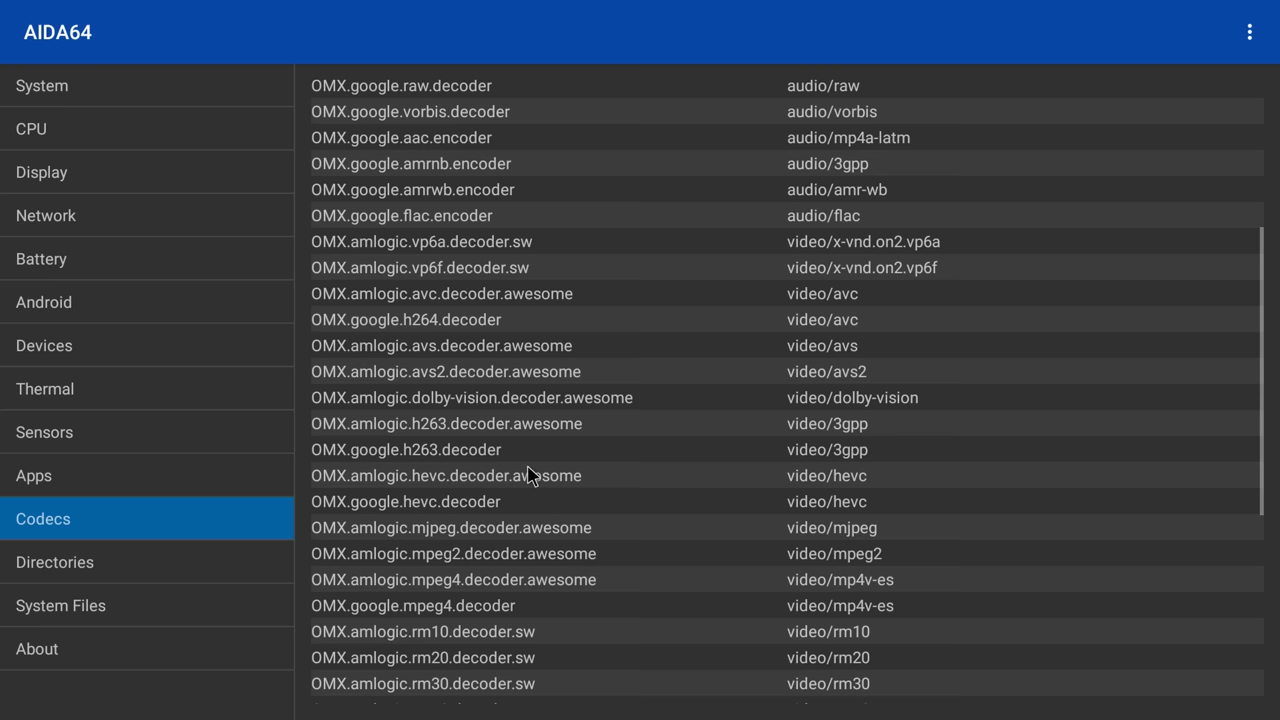 AIDA64
System
CPU
Display
Network
Battery
Android
Devices
Thermal
Sensors
Apps
Codecs
Directories
System Files
About
OMX.google.raw.decoder audio/raw
OMX.google.vorbis.decoder audio/vorbis
OMX.google.aac.encoder audio/mp4a-latm
OMX.google.amrnb.encoder audio/3gpp
OMX.google.amrwb.encoder audio/amr-wb
OMX.google.flac.encoder audio/flac
OMX.amlogic.vp6a.decoder.sw video/x-vnd.on2.vp6a
OMX.amlogic.vp6f.decoder.sw video/x-vnd.on2.vp6f
OMX.amlogic.avc.decoder.awesome video/avc
OMX.google.h264.decoder video/avc
OMX.amlogic.avs.decoder.awesome video/avs
OMX.amlogic.avs2.decoder.awesome video/avs2
OMX.amlogic.dolby-vision.decoder.awesome video/dolby-vision
OMX.amlogic.h263.decoder.awesome video/3gpp
OMX.google.h263.decoder video/3gpp
OMX.amlogic.hevc.decoder.awesome video/hevc
OMX.google.hevc.decoder video/hevc
OMX.amlogic.mjpeg.decoder.awesome video/mjpeg
OMX.amlogic.mpeg2.decoder.awesome video/mpeg2
OMX.amlogic.mpeg4.decoder.awesome video/mp4v-es
OMX.google.mpeg4.decoder video/mp4v-es
OMX.amlogic.rm10.decoder.sw video/rm10
OMX.amlogic.rm20.decoder.sw video/rm20
OMX.amlogic.rm30.decoder.sw video/rm30